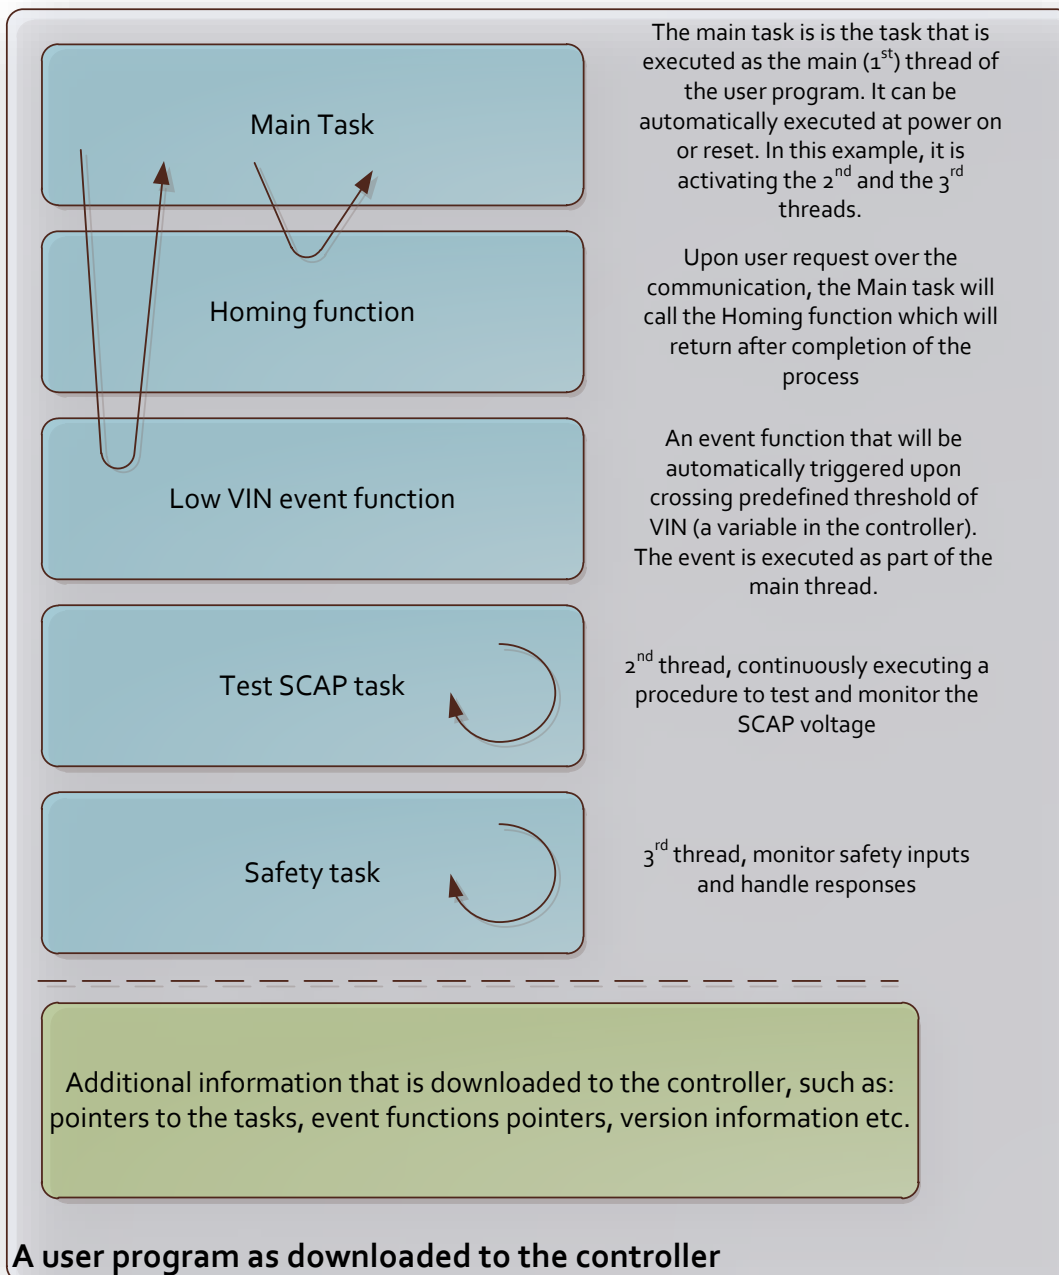 Main Task
The main task is is the task that is
executed as the main (1st) thread of
the user program. It can be
automatically executed at power on
or reset. In this example, it is
activating the 2nd and the 3rd
threads.
Homing function
Upon user request over the
communication, the Main task will
call the Homing function which will
return after completion of the
process
Low VIN event function
An event function that will be
automatically triggered upon
crossing predefined threshold of
VIN (a variable in the controller).
The event is executed as part of the
main thread.
Test SCAP task
2nd thread, continuously executing a
procedure to test and monitor the
SCAP voltage
Safety task
3rd thread, monitor safety inputs
and handle responses
Additional information that is downloaded to the controller, such as:
pointers to the tasks, event functions pointers, version information etc.
A user program as downloaded to the controller